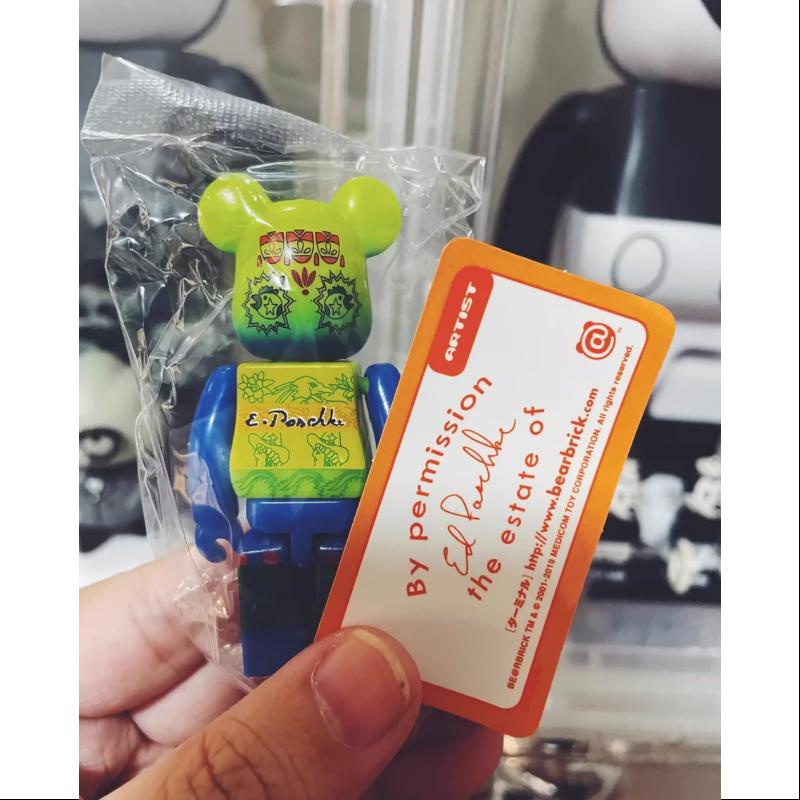 E. Paschke
ARTIST
@™
By permission
Ed Paschke
the estate of
[ターミナル] http://www.bearbrick.com
BE@RBRICK TM & © 2001-2019 MEDICOM TOY CORPORATION. All rights reserved.